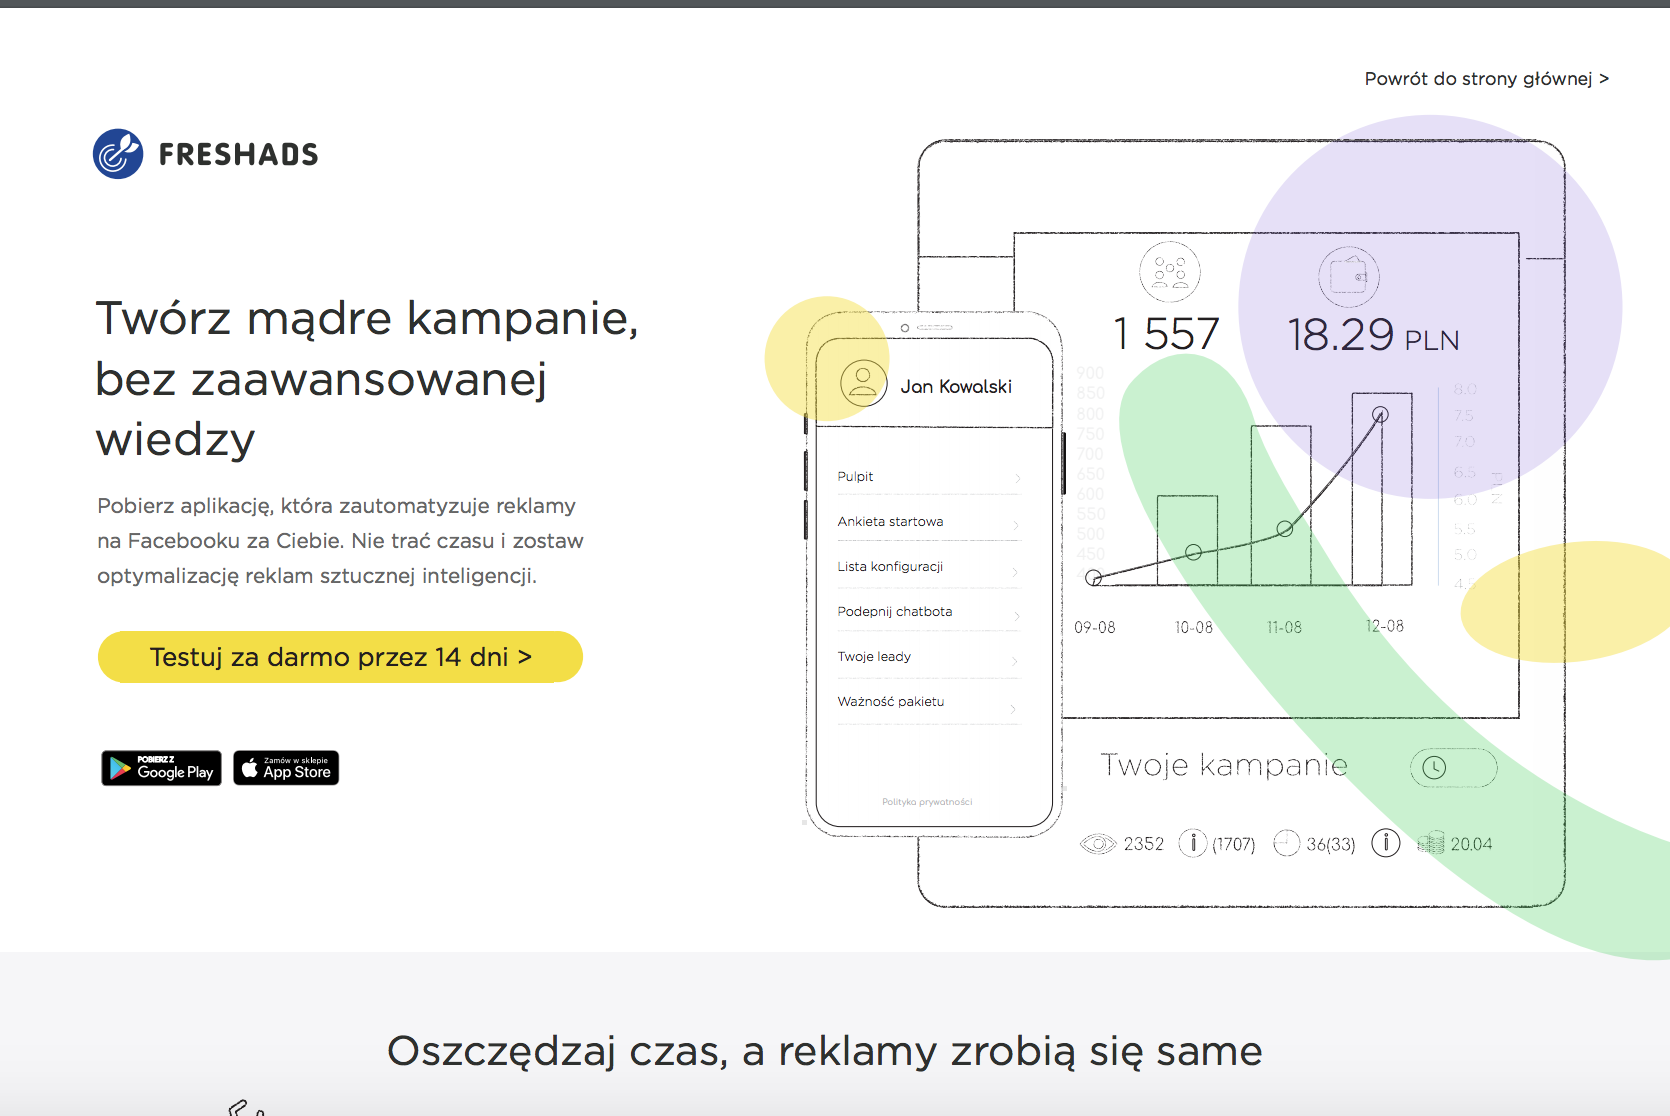 Powrót do strony głównej >
FRESHADS
Twórz mądre kampanie,
bez zaawansowanej
wiedzy
Pobierz aplikację, która zautomatyzuje reklamy
na Facebooku za Ciebie. Nie trać czasu i zostaw
optymalizację reklam sztucznej inteligencji.
Testuj za darmo przez 14 dni >
POBIERZ Z
Google Play
Zamów w sklepie
App Store
Jan Kowalski
Pulpit
Ankieta startowa
Lista konfiguracji
Podepnij chatbota
Twoje leady
Ważność pakietu
Polityka prywatności
1 557
18.29 PLN
900
850
800
750
700
650
600
550
500
450
8.0
7.5
7.0
6.5
6.0
5.5
5.0
4.5
09-08
10-08
11-08
12-08
Twoje kampanie
2352
i
(1707)
36(33)
i
20.04
Oszczędzaj czas, a reklamy zrobią się same